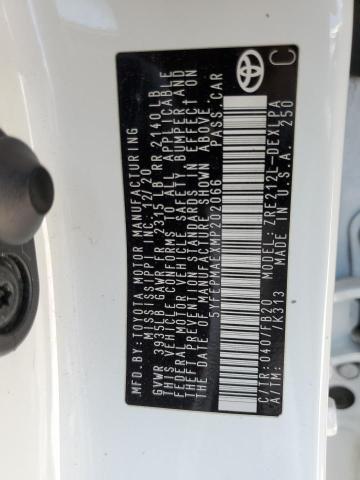 MFD. BY: TOYOTA MOTOR MANUFACTURING
MISSISSIPPI INC. 12/20
GVWR 3935LB GAWR FR 2315LB RR 2140LB
THIS VEHICLE CONFORMS TO ALL APPLICABLE
FEDERAL MOTOR VEHICLE SAFETY BUMPER AND
THEFT PREVENTION STANDARDS IN EFFECT ON
THE DATE OF MANUFACTURE SHOWN ABOVE.
5YFEPMAEXMP202066 PASS.CAR
C/TR: 0407FB20 MODEL: ZRE212L-DEXLPA
A/TM: /K313 MADE IN U.S.A. 250
TOYOTA
C